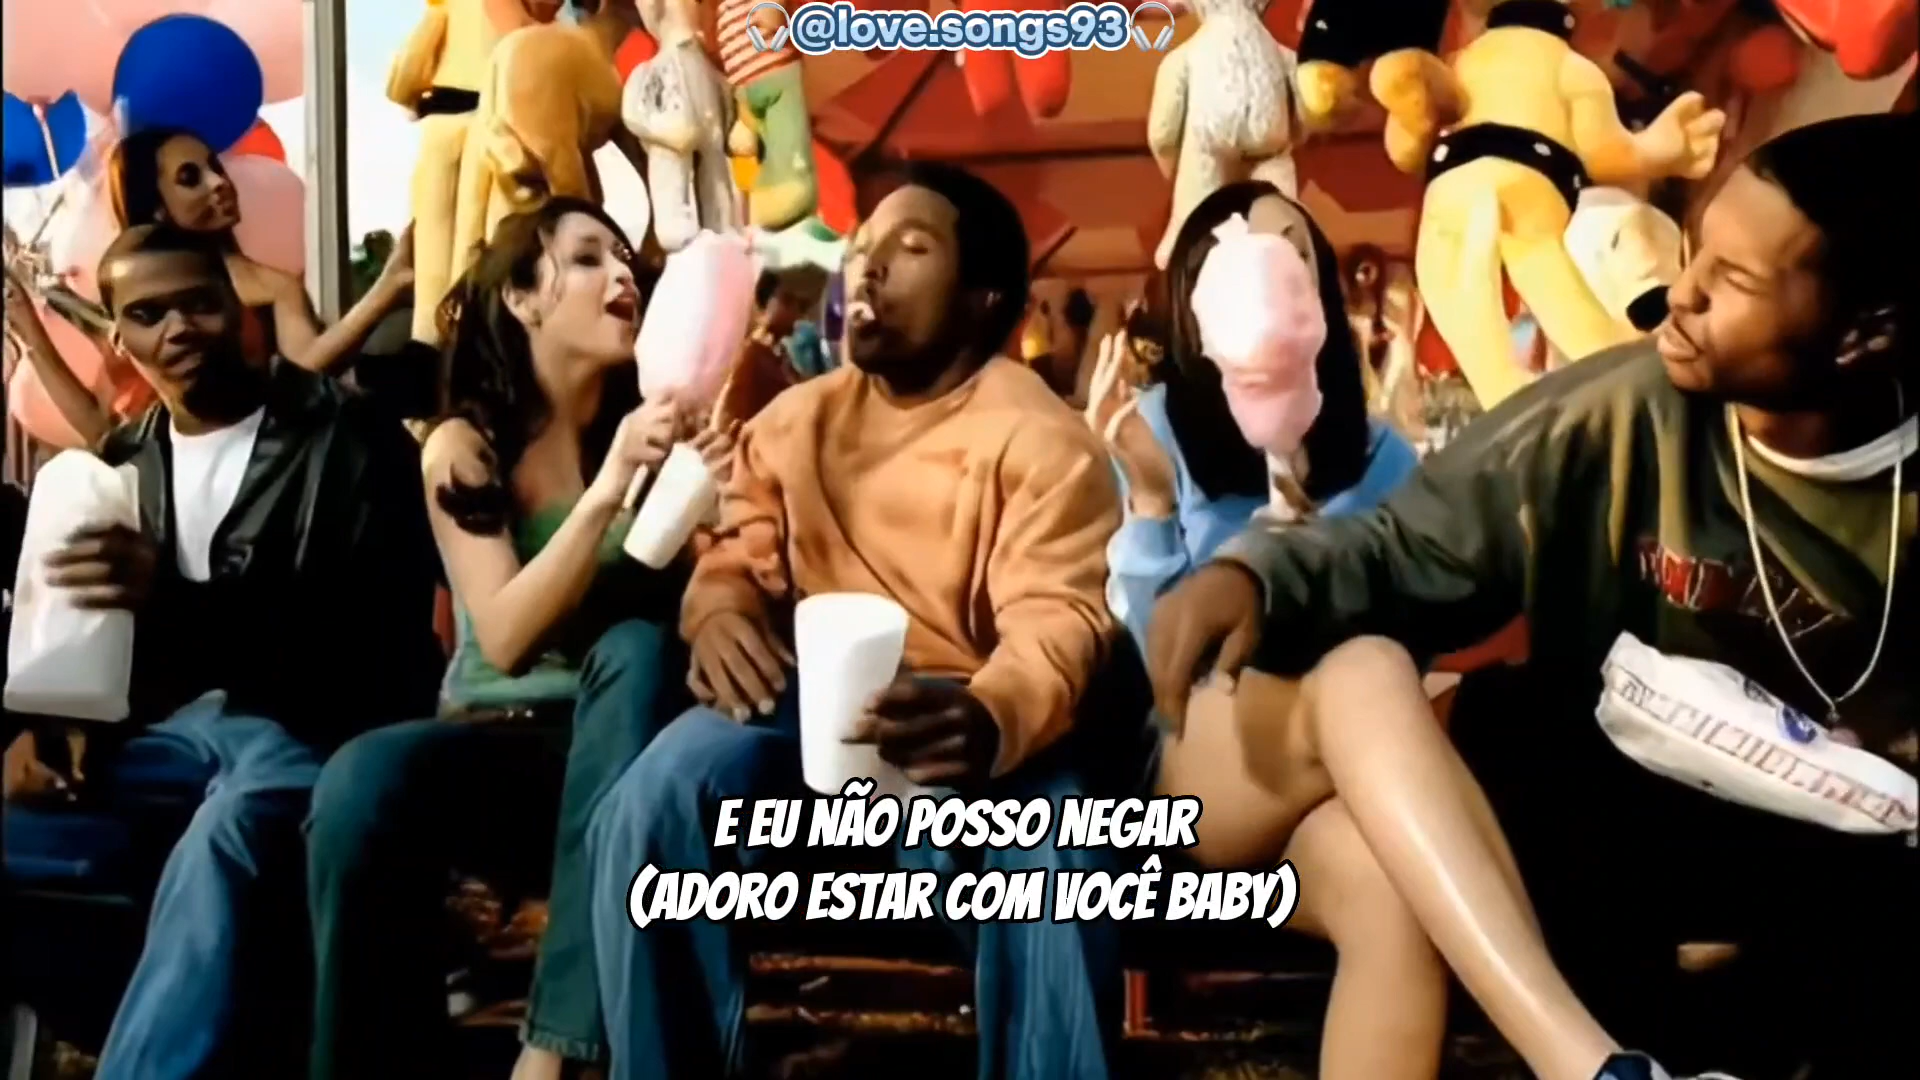 @love.songs93
E EU NÃO POSSO NEGAR
(ADORO ESTAR COM VOCÊ BABY)